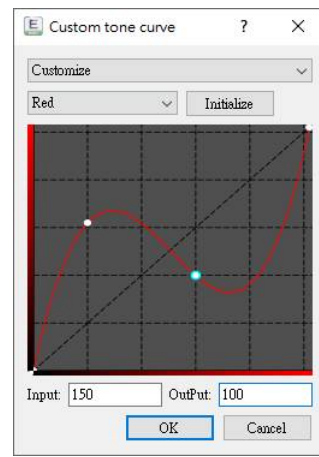 E Custom tone curve ? ×
Customize
Red Initialize
Input: 150 OutPut: 100
OK Cancel